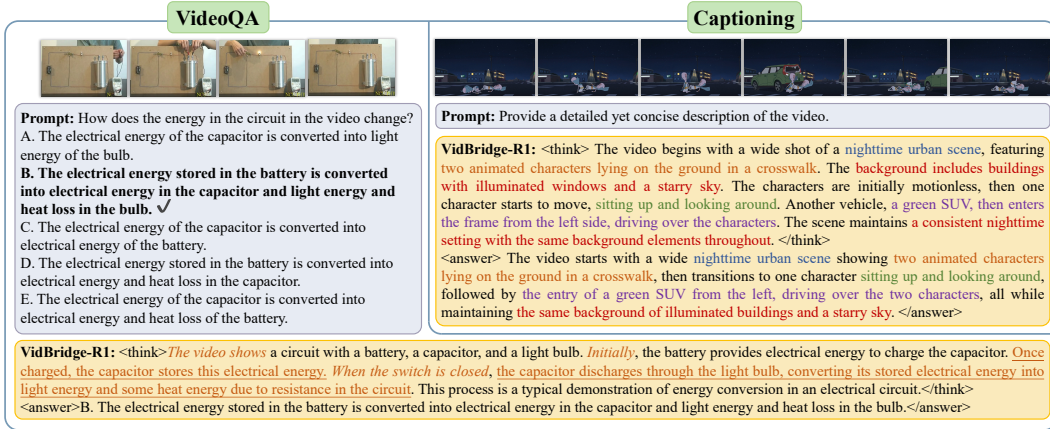 VideoQA
Captioning
Prompt: How does the energy in the circuit in the video change?
A. The electrical energy of the capacitor is converted into light
energy of the bulb.
B. The electrical energy stored in the battery is converted
into electrical energy in the capacitor and light energy and
heat loss in the bulb. ✓
C. The electrical energy of the capacitor is converted into
electrical energy of the battery.
D. The electrical energy stored in the battery is converted into
electrical energy and heat loss in the capacitor.
E. The electrical energy of the capacitor is converted into
electrical energy and heat loss of the battery.
Prompt: Provide a detailed yet concise description of the video.
VidBridge-R1: <think> The video begins with a wide shot of a nighttime urban scene, featuring
two animated characters lying on the ground in a crosswalk. The background includes buildings
with illuminated windows and a starry sky. The characters are initially motionless, then one
character starts to move, sitting up and looking around. Another vehicle, a green SUV, then enters
the frame from the left side, driving over the characters. The scene maintains a consistent nighttime
setting with the same background elements throughout. </think>
<answer> The video starts with a wide nighttime urban scene showing two animated characters
lying on the ground in a crosswalk, then transitions to one character sitting up and looking around,
followed by the entry of a green SUV from the left, driving over the two characters, all while
maintaining the same background of illuminated buildings and a starry sky. </answer>
VidBridge-R1: <think>The video shows a circuit with a battery, a capacitor, and a light bulb. Initially, the battery provides electrical energy to charge the capacitor. Once
charged, the capacitor stores this electrical energy. When the switch is closed, the capacitor discharges through the light bulb, converting its stored electrical energy into
light energy and some heat energy due to resistance in the circuit. This process is a typical demonstration of energy conversion in an electrical circuit.</think>
<answer>B. The electrical energy stored in the battery is converted into electrical energy in the capacitor and light energy and heat loss in the bulb.</answer>